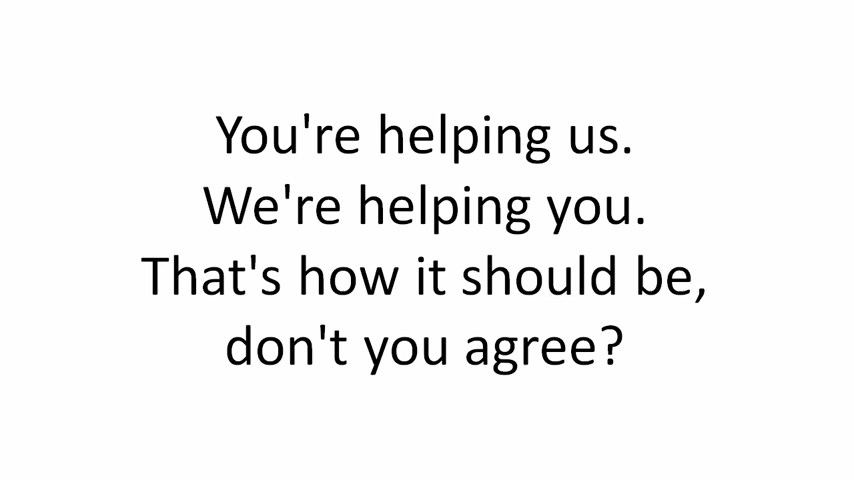 You're helping us.
We're helping you.
That's how it should be,
don't you agree?